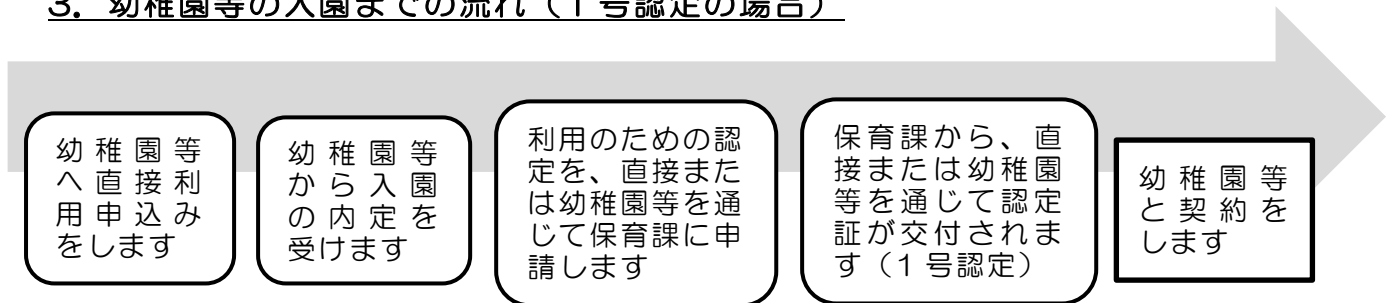 3．幼稚園等の入園までの流れ（１号認定の場合）
幼稚園等
へ直接利
用申込み
をします
幼稚園等
から入園
の内定を
受けます
利用のための認
定を、直接また
は幼稚園等を通
じて保育課に申
請します
保育課から、直
接または幼稚園
等を通じて認定
証が交付されま
す（１号認定）
幼稚園等
と契約を
します